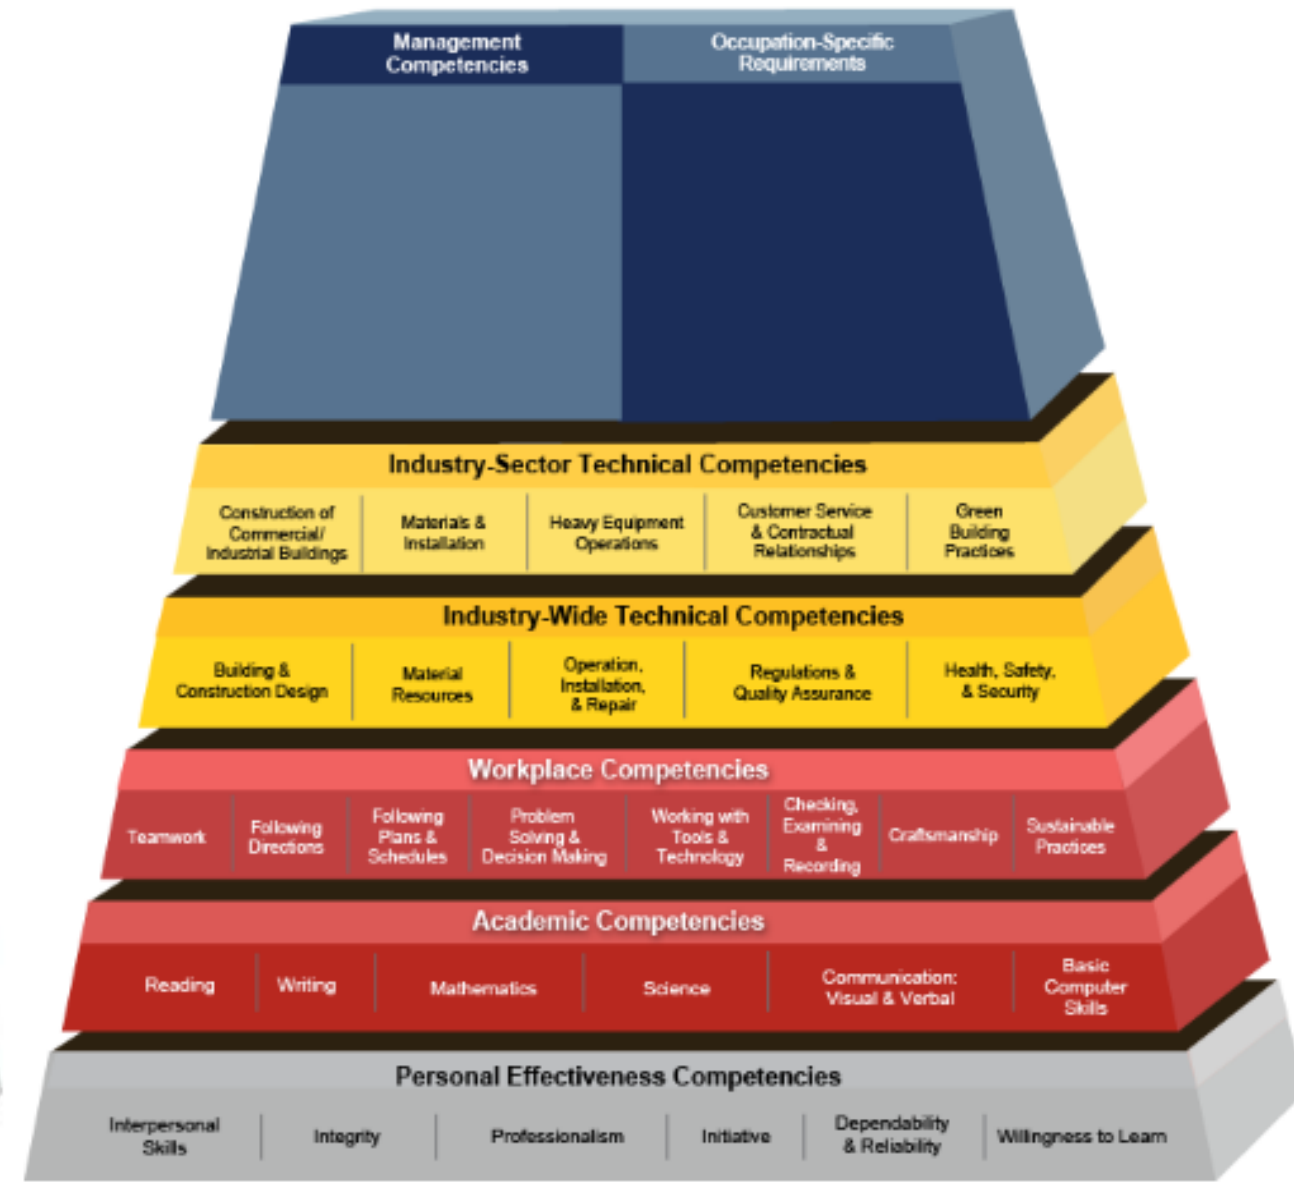 Management
Competencies
Occupation-Specific
Requirements
Industry-Sector Technical Competencies
Construction of
Commercial/
Industrial Buildings
Materials &
Installation
Heavy Equipment
Operations
Customer Service
& Contractual
Relationships
Green
Building
Practices
Industry-Wide Technical Competencies
Building &
Construction Design
Material
Resources
Operation,
Installation,
& Repair
Regulations &
Quality Assurance
Health, Safety,
& Security
Workplace Competencies
Teamwork
Following
Directions
Following
Plans &
Schedules
Problem
Solving &
Decision Making
Working with
Tools &
Technology
Checking,
Examining
&
Recording
Craftsmanship
Sustainable
Practices
Academic Competencies
Reading
Writing
Mathematics
Science
Communication:
Visual & Verbal
Basic
Computer
Skills
Personal Effectiveness Competencies
Interpersonal
Skills
Integrity
Professionalism
Initiative
Dependability
& Reliability
Willingness to Learn